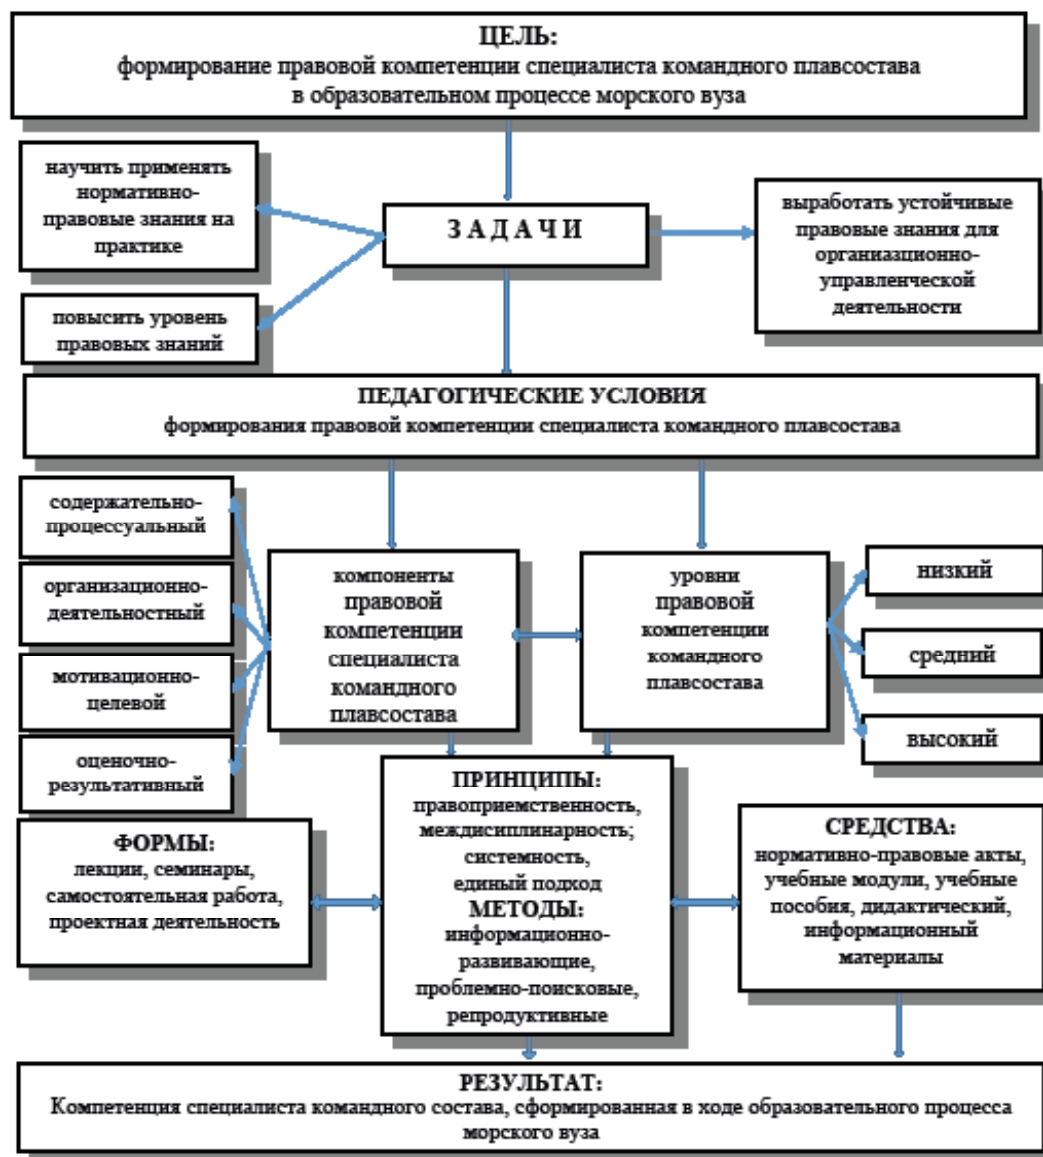 ЦЕЛЬ:
формирование правовой компетенции специалиста командного плавсостава
в образовательном процессе морского вуза
научить применять
нормативно-
правовые знания на
практике
З А Д А Ч И
выработать устойчивые
правовые знания для
органиазционно-
управленческой
деятельности
повысить уровень
правовых знаний
ПЕДАГОГИЧЕСКИЕ УСЛОВИЯ
формирования правовой компетенции специалиста командного плавсостава
содержательно-
процессуальный
организационно-
деятельностный
мотивационно-
целевой
оценочно-
результативный
компоненты
правовой
компетенции
специалиста
командного
плавсостава
уровни
правовой
компетенции
командного
плавсостава
низкий
средний
высокий
ФОРМЫ:
лекции, семинары,
самостоятельная работа,
проектная деятельность
ПРИНЦИПЫ:
правоприемственность,
междисиплинарность;
системность,
единый подход
МЕТОДЫ:
информационно-
развивающие,
проблемно-поисковые,
репродуктивные
СРЕДСТВА:
нормативно-правовые акты,
учебные модули, учебные
пособия, дидактический,
информационный
материалы
РЕЗУЛЬТАТ:
Компетенция специалиста командного состава, сформированная в ходе образовательного процесса
морского вуза